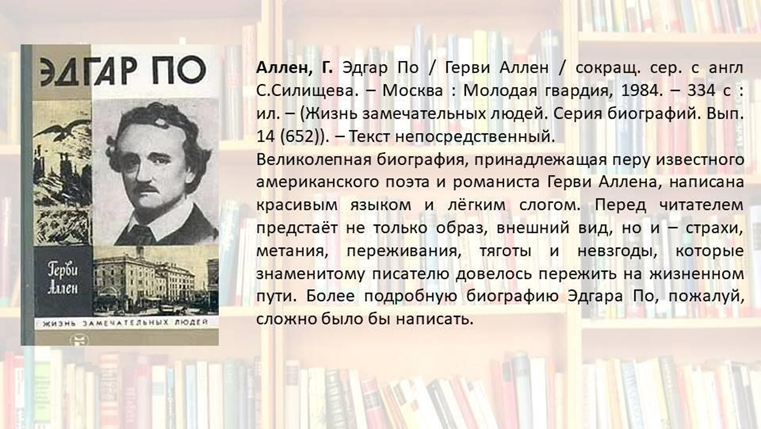 ЭДГАР ПО
Герви
Аллен
ЖИЗНЬ ЗАМЕЧАТЕЛЬНЫХ ЛЮДЕЙ
Аллен, Г. Эдгар По / Герви Аллен / сокращ. сер. с англ
С.Силищева. – Москва : Молодая гвардия, 1984. – 334 с :
ил. – (Жизнь замечательных людей. Серия биографий. Вып.
14 (652)). – Текст непосредственный.
Великолепная биография, принадлежащая перу известного
американского поэта и романиста Герви Аллена, написана
красивым языком и лёгким слогом. Перед читателем
предстаёт не только образ, внешний вид, но и – страхи,
метания, переживания, тяготы и невзгоды, которые
знаменитому писателю довелось пережить на жизненном
пути. Более подробную биографию Эдгара По, пожалуй,
сложно было бы написать.